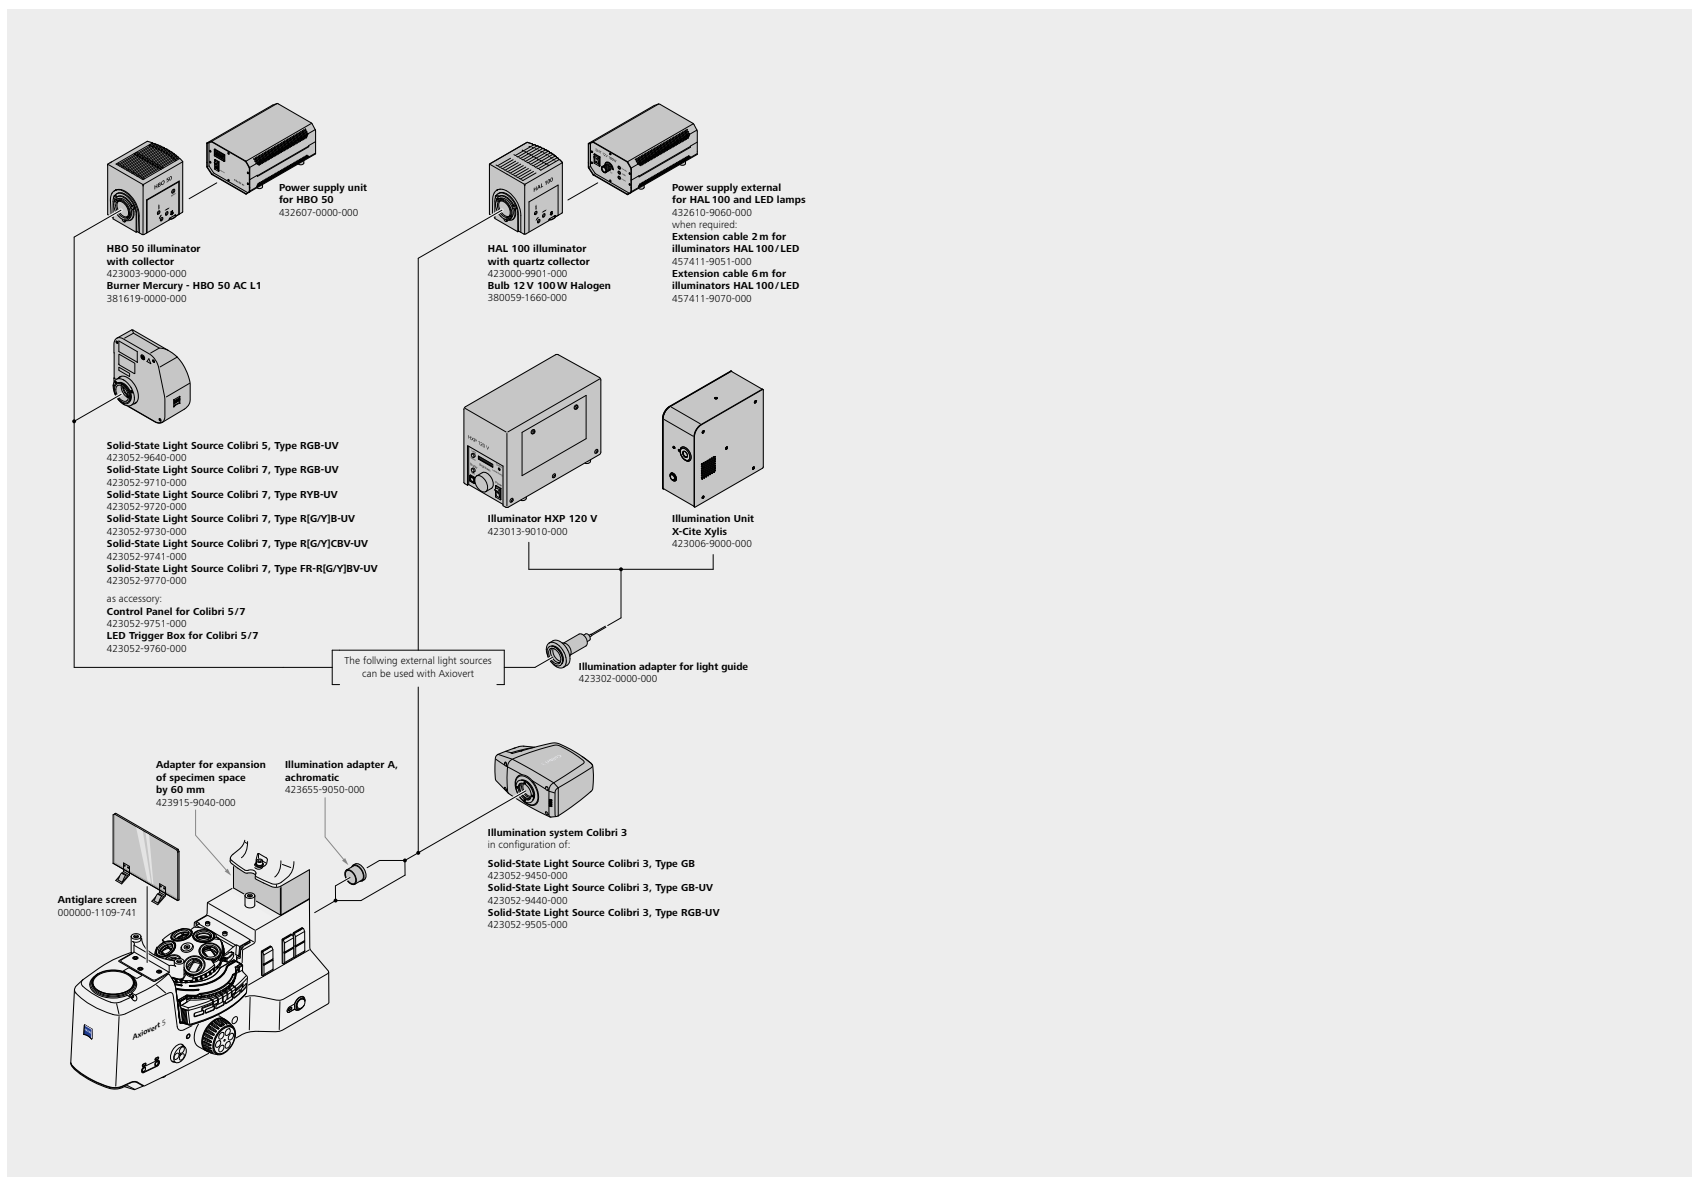 HBO 50
Power supply unit
for HBO 50
432607-0000-000
HBO 50 illuminator
with collector
423003-9000-000
Burner Mercury - HBO 50 AC L1
381619-0000-000
HAL 100
Power supply external
for HAL 100 and LED lamps
432610-9060-000
when required:
Extension cable 2 m for
illuminators HAL 100/LED
457411-9051-000
Extension cable 6 m for
illuminators HAL 100/LED
457411-9070-000
HAL 100 illuminator
with quartz collector
423000-9901-000
Bulb 12 V 100 W Halogen
380059-1660-000
Solid-State Light Source Colibri 5, Type RGB-UV
423052-9640-000
Solid-State Light Source Colibri 7, Type RGB-UV
423052-9710-000
Solid-State Light Source Colibri 7, Type RYB-UV
423052-9720-000
Solid-State Light Source Colibri 7, Type R[G/Y]B-UV
423052-9730-000
Solid-State Light Source Colibri 7, Type R[G/Y]CBV-UV
423052-9741-000
Solid-State Light Source Colibri 7, Type FR-R[G/Y]BV-UV
423052-9770-000
as accessory:
Control Panel for Colibri 5/7
423052-9751-000
LED Trigger Box for Colibri 5/7
423052-9760-000
HXP 120 V
Illuminator HXP 120 V
423013-9010-000
Illumination Unit
X-Cite Xylis
423006-9000-000
The follwing external light sources
can be used with Axiovert
Illumination adapter for light guide
423302-0000-000
Adapter for expansion
of specimen space
by 60 mm
423915-9040-000
Illumination adapter A,
achromatic
423655-9050-000
Illumination system Colibri 3
in configuration of:
Solid-State Light Source Colibri 3, Type GB
423052-9450-000
Solid-State Light Source Colibri 3, Type GB-UV
423052-9440-000
Solid-State Light Source Colibri 3, Type RGB-UV
423052-9505-000
Antiglare screen
000000-1109-741
Axiovert 5